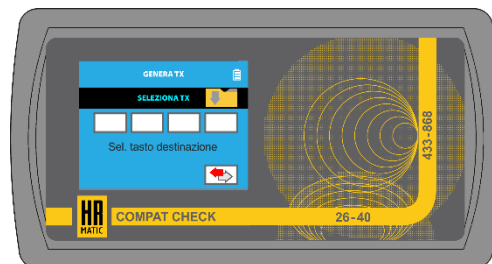 GENERA TX
SELEZIONA TX
Sel. tasto destinazione
433-868
HR
MATIC
COMPAT CHECK
26-40